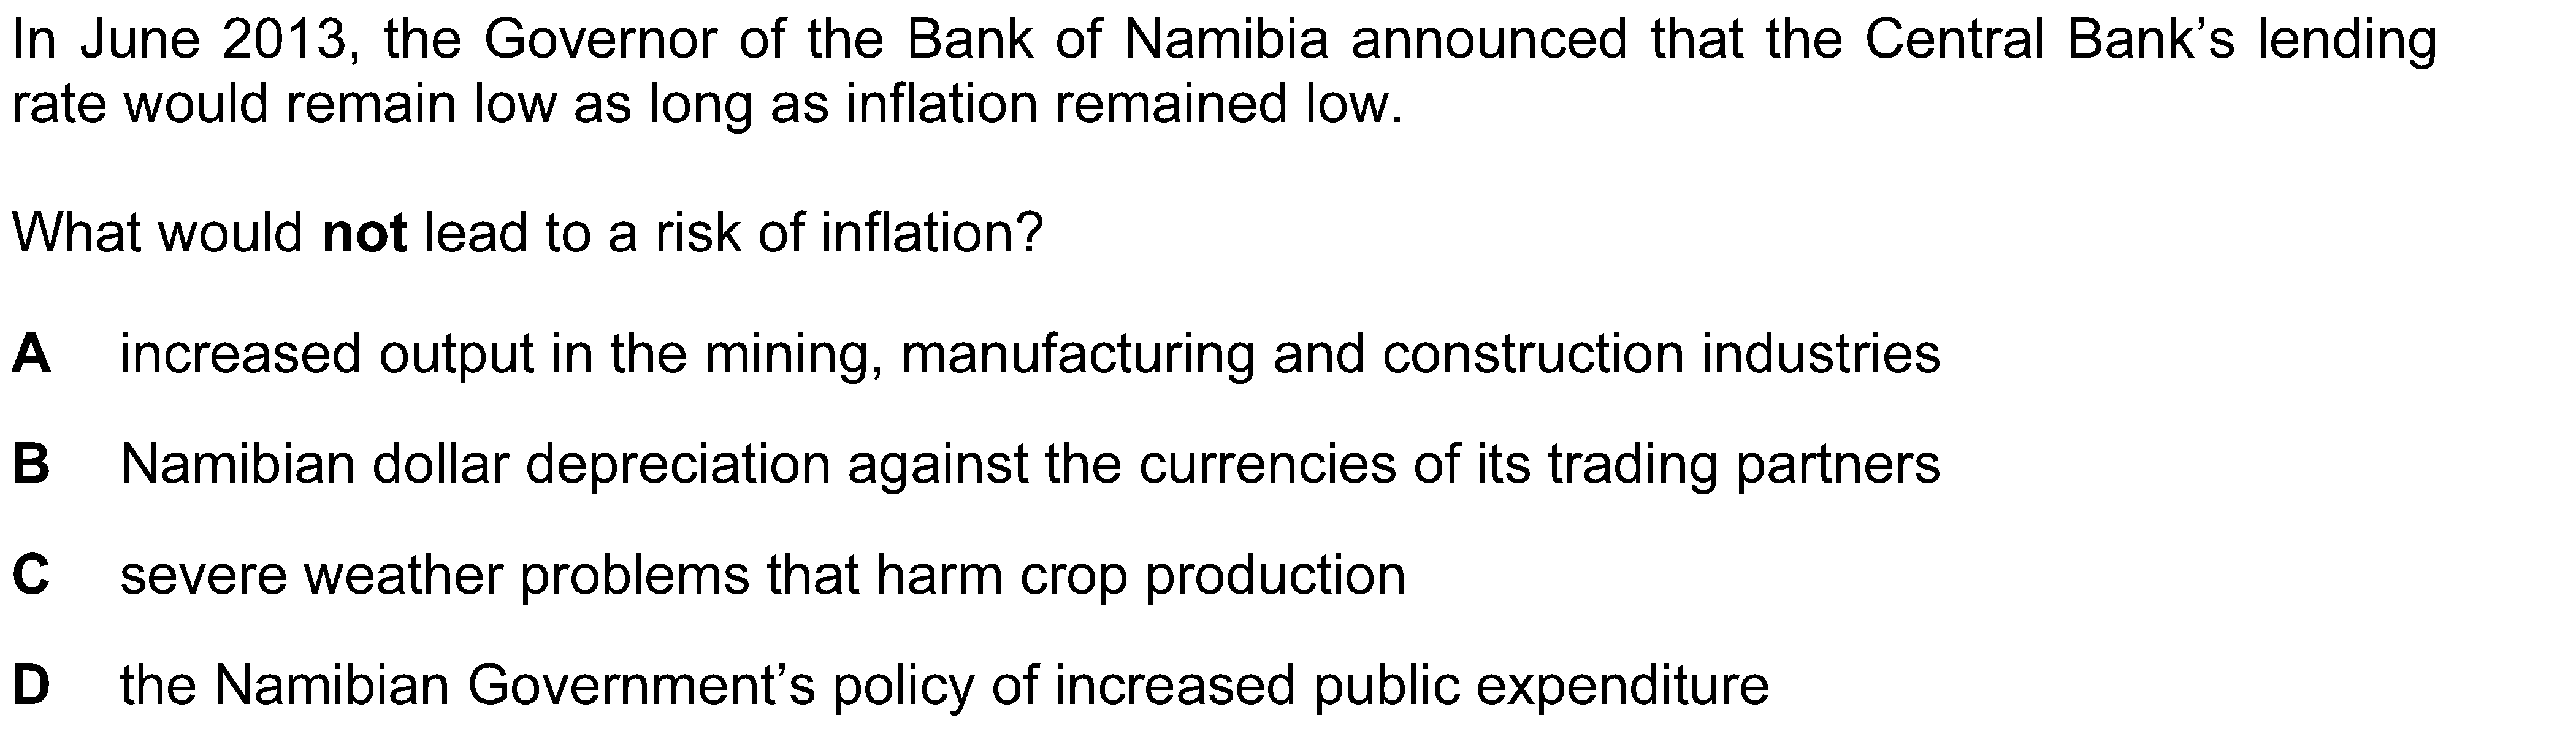 In June 2013, the Governor of the Bank of Namibia announced that the Central Bank’s lending
rate would remain low as long as inflation remained low.
What would not lead to a risk of inflation?
A increased output in the mining, manufacturing and construction industries
B Namibian dollar depreciation against the currencies of its trading partners
C severe weather problems that harm crop production
D the Namibian Government’s policy of increased public expenditure